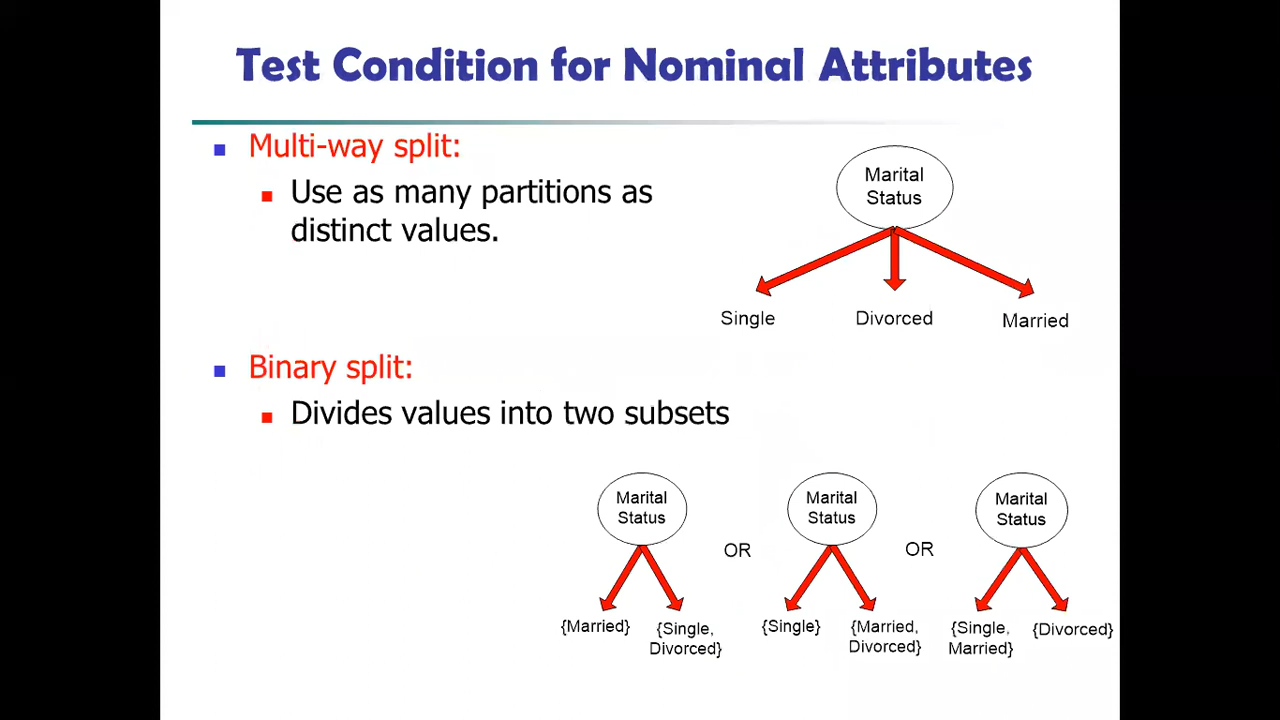 Test Condition for Nominal Attributes
Multi-way split:
Use as many partitions as
distinct values.
Marital
Status
Single
Divorced
Married
Binary split:
Divides values into two subsets
Marital
Status
{Married}
{Single,
Divorced}
OR
Marital
Status
{Single}
{Married,
Divorced}
OR
Marital
Status
{Single,
Married}
{Divorced}